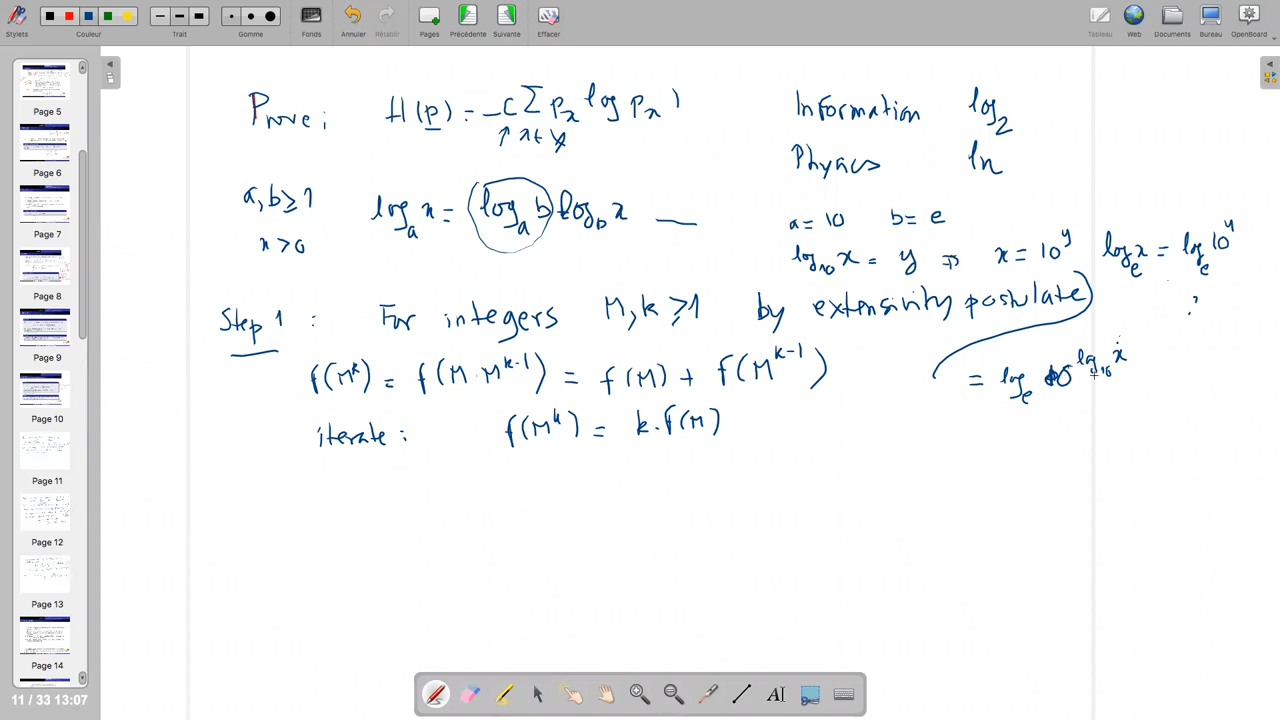 Stylets
Couleur
Trait
Gomme
Fonds
Annuler
Rétablir
Pages
Précédente
Suivante
Effacer
Tableau
Web
Documents
Bureau
OpenBoard
Page 5
Page 6
Page 7
Page 8
Page 9
Page 10
Page 11
Page 12
Page 13
Page 14
11 / 33 13:07
Prove : H(p) = -C Σ p_x log p_x )
↑ x ∈ X
Information log_2
Physics ln
a, b ≥ 1
x > 0
log_a x = log_a b log_b x
a = 10 b = e
log_10 x = y ⇒ x = 10^y log_e x = log_e 10^y
?
Step 1 : For integers M, k ≥ 1 by extensivity postulate
f(M^k) = f(M · M^{k-1}) = f(M) + f(M^{k-1})
= log_e 10^{log_10 x}
iterate : f(M^k) = k · f(M)